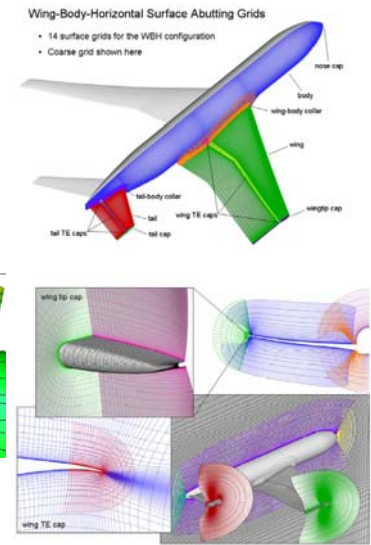 Wing-Body-Horizontal Surface Abutting Grids
• 14 surface grids for the WBH configuration
• Coarse grid shown here
nose cap
body
wing-body collar
wing
tail-body collar
wingtip cap
wing TE caps
tail
tail TE caps
tail cap
wing tip cap
wing TE cap